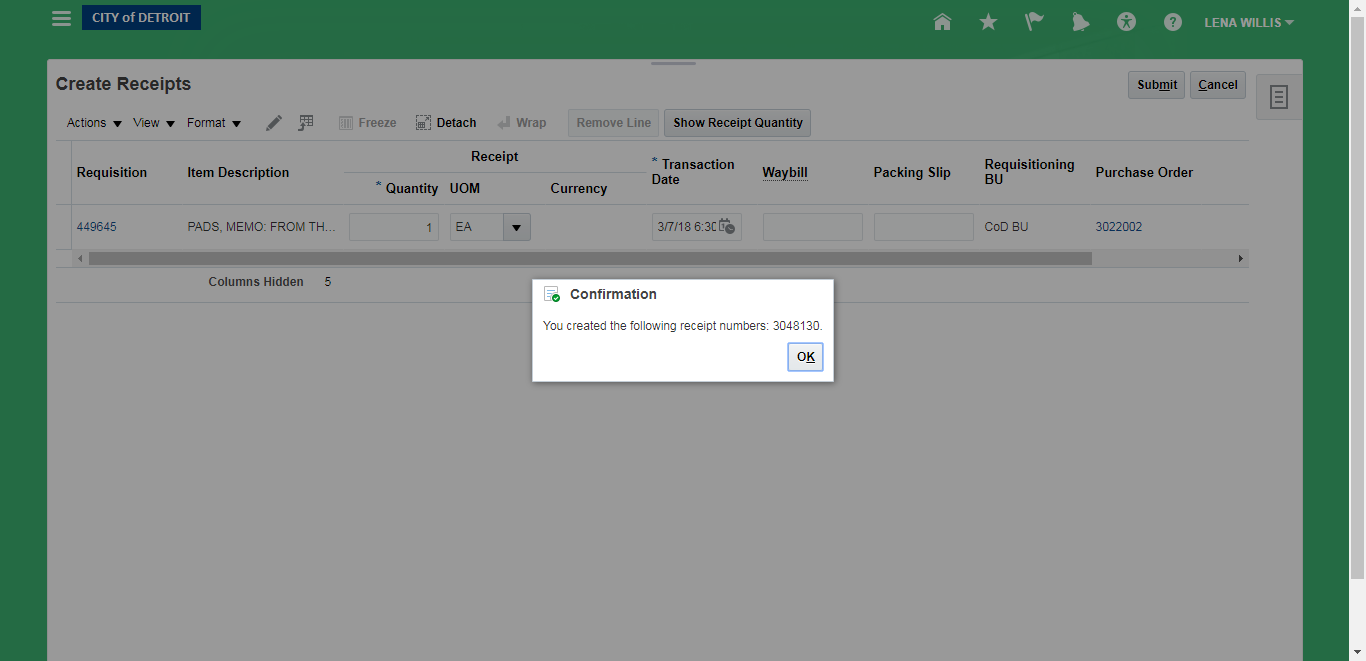 CITY of DETROIT
LENA WILLIS
Create Receipts
Submit
Cancel
Actions View Format Freeze Detach Wrap Remove Line Show Receipt Quantity
Receipt
Requisition Item Description * Quantity UOM Currency * Transaction Date Waybill Packing Slip Requisitioning BU Purchase Order
449645 PADS, MEMO: FROM TH... 1 EA 3/7/18 6:30 CoD BU 3022002
Columns Hidden 5
Confirmation
You created the following receipt numbers: 3048130.
OK